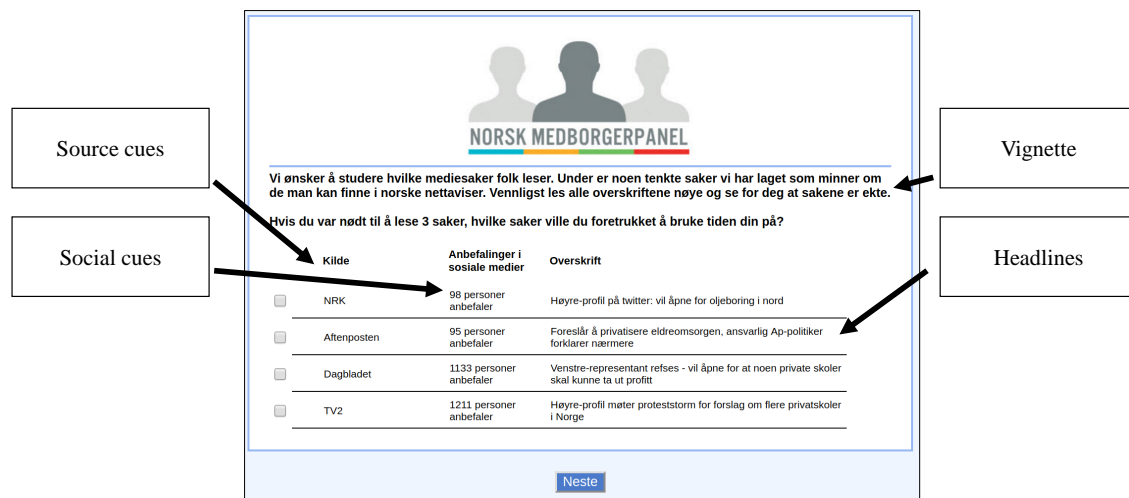 NORSK MEDBORGERPANEL
Source cues
Vignette
Vi ønsker å studere hvilke mediesaker folk leser. Under er noen tenkte saker vi har laget som minner om
de man kan finne i norske nettaviser. Vennligst les alle overskriftene nøye og se for deg at sakene er ekte.
Hvis du var nødt til å lese 3 saker, hvilke saker ville du foretrukket å bruke tiden din på?
Social cues
Headlines
Kilde
Anbefalinger i
sosiale medier
Overskrift
NRK
98 personer
anbefaler
Høyre-profil på twitter: vil åpne for oljeboring i nord
Aftenposten
95 personer
anbefaler
Foreslår å privatisere eldreomsorgen, ansvarlig Ap-politiker
forklarer nærmere
Dagbladet
1133 personer
anbefaler
Venstre-representant refses - vil åpne for at noen private skoler
skal kunne ta ut profitt
TV2
1211 personer
anbefaler
Høyre-profil møter proteststorm for forslag om flere privatskoler
i Norge
Neste